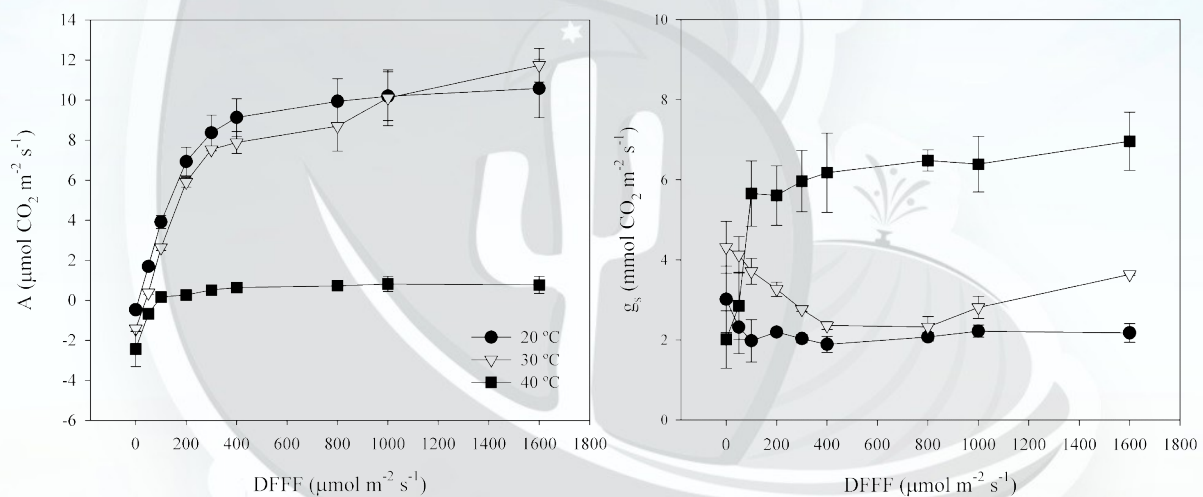 14
12
10
8
6
4
2
0
-2
-4
-6
A (μmol CO₂ m⁻² s⁻¹)
20 ºC
30 ºC
40 ºC
0 200 400 600 800 1000 1200 1400 1600 1800
DFFF (μmol m⁻² s⁻¹)
10
8
6
4
2
0
gₛ (mmol CO₂ m⁻² s⁻¹)
0 200 400 600 800 1000 1200 1400 1600 1800
DFFF (μmol m⁻² s⁻¹)